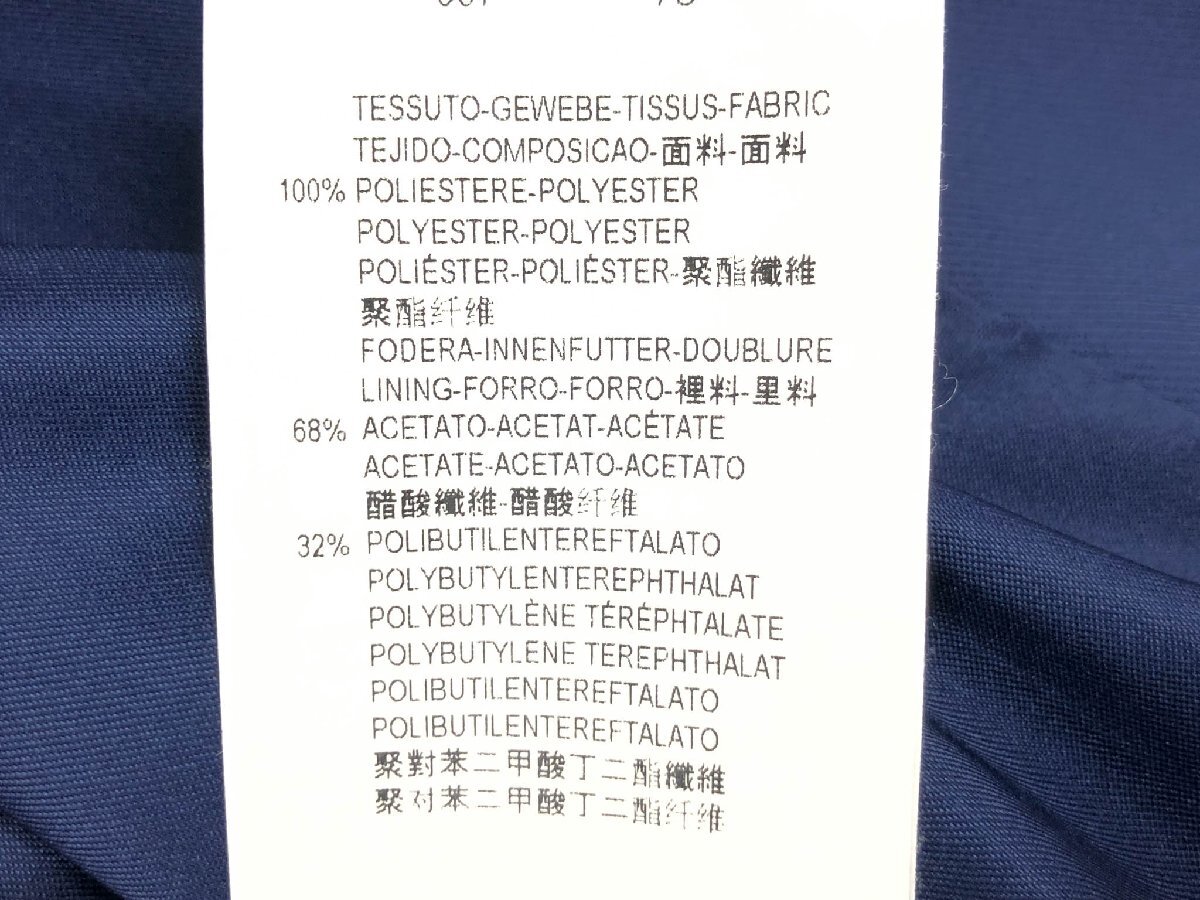 TESSUTO-GEWEBE-TISSUS-FABRIC
TEJIDO-COMPOSICAO-面料-面料
100% POLIESTERE-POLYESTER
POLYESTER-POLYESTER
POLIÉSTER-POLIÉSTER-聚酯纖維
聚酯纤维
FODERA-INNENFUTTER-DOUBLURE
LINING-FORRO-FORRO-裡料-里料
68% ACETATO-ACETAT-ACÉTATE
ACETATE-ACETATO-ACETATO
醋酸纖維-醋酸纤维
32% POLIBUTILENTEREFTALATO
POLYBUTYLENTEREPHTHALAT
POLYBUTYLÈNE TÉRÉPHTALATE
POLYBUTYLENE TEREPHTHALAT
POLIBUTILENTEREFTALATO
POLIBUTILENTEREFTALATO
聚對苯二甲酸丁二酯纖維
聚对苯二甲酸丁二酯纤维